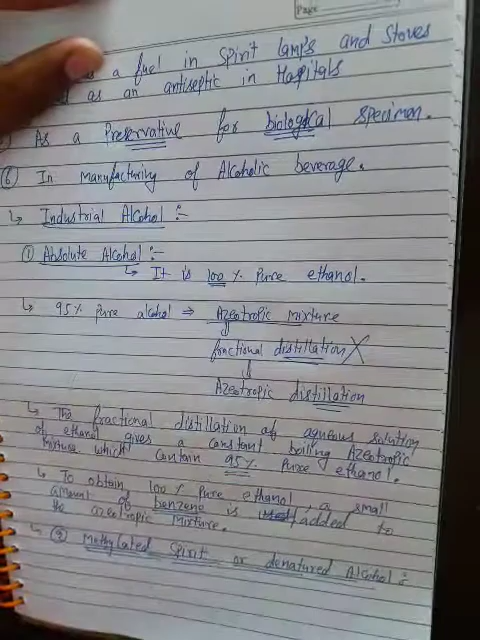 Page
as a fuel in Spirit lamps and Stoves
as an antiseptic in Hospitals
As a Preservative for biological specimen.
⑥ In manufacturing of Alcoholic beverage.
↳ Industrial Alcohol :-
① Absolute Alcohol :-
↳ It is 100 % Pure ethanol.
↳ 95% Pure alcohol ⇒ Azeotropic mixture
⇓
fractional distillation X
↓
Azeotropic distillation
↳ The fractional distillation of aqueous solution
of ethanol gives a constant boiling Azeotropic
mixture which contain 95% Pure ethanol.
↳ To obtain 100 % Pure ethanol, a small
amount of benzene is added to
the azeotropic mixture.
↳ ② Methylated Spirit or denatured Alcohol :-